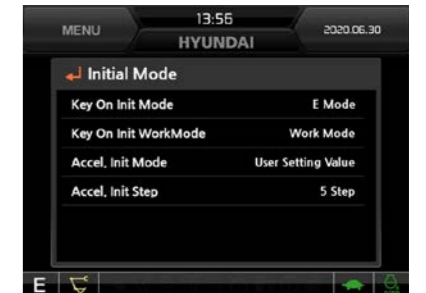 MENU
13:56
2020.06.30
HYUNDAI
Initial Mode
Key On Init Mode E Mode
Key On Init WorkMode Work Mode
Accel, Init Mode User Setting Value
Accel, Init Step 5 Step
E